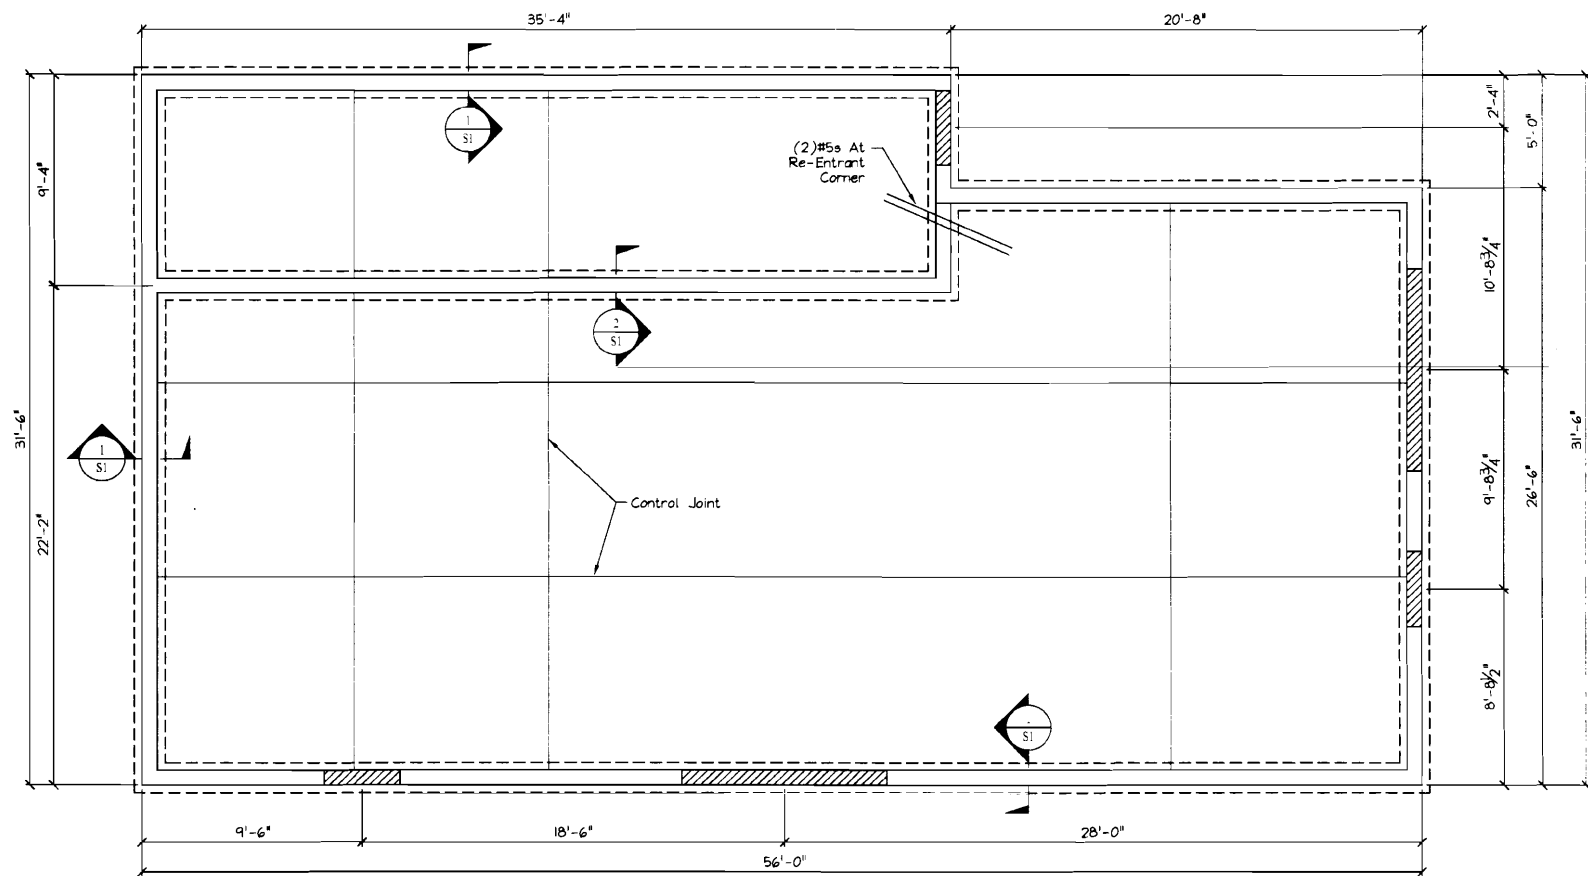 35'-4"
20'-8"
2'-4"
5'-0"
9'-4"
1
S1
(2)#5s At
Re-Entrant
Corner
10'-8¾"
2
S1
31'-6"
1
S1
22'-2"
Control Joint
9'-8¾"
26'-6"
31'-6"
8'-8½"
S1
9'-6"
18'-6"
28'-0"
56'-0"